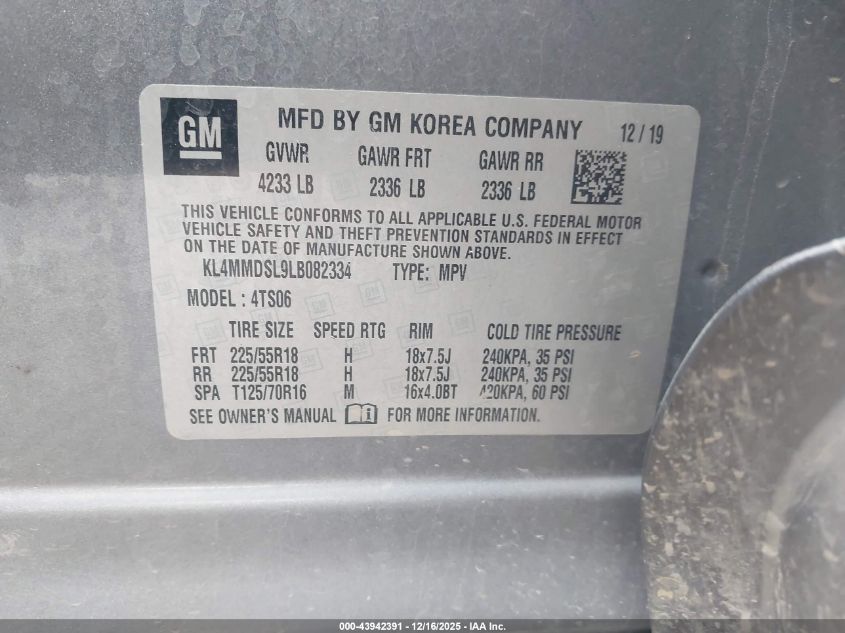 GM
MFD BY GM KOREA COMPANY 12/19
GVWR GAWR FRT GAWR RR
4233 LB 2336 LB 2336 LB
THIS VEHICLE CONFORMS TO ALL APPLICABLE U.S. FEDERAL MOTOR
VEHICLE SAFETY AND THEFT PREVENTION STANDARDS IN EFFECT
ON THE DATE OF MANUFACTURE SHOWN ABOVE.
KL4MMDSL9LB082334 TYPE: MPV
MODEL : 4TS06
TIRE SIZE SPEED RTG RIM COLD TIRE PRESSURE
FRT 225/55R18 H 18x7.5J 240KPA, 35 PSI
RR 225/55R18 H 18x7.5J 240KPA, 35 PSI
SPA T125/70R16 M 16x4.0BT 420KPA, 60 PSI
SEE OWNER'S MANUAL i FOR MORE INFORMATION.
000-43942391 - 12/16/2025 - IAA Inc.